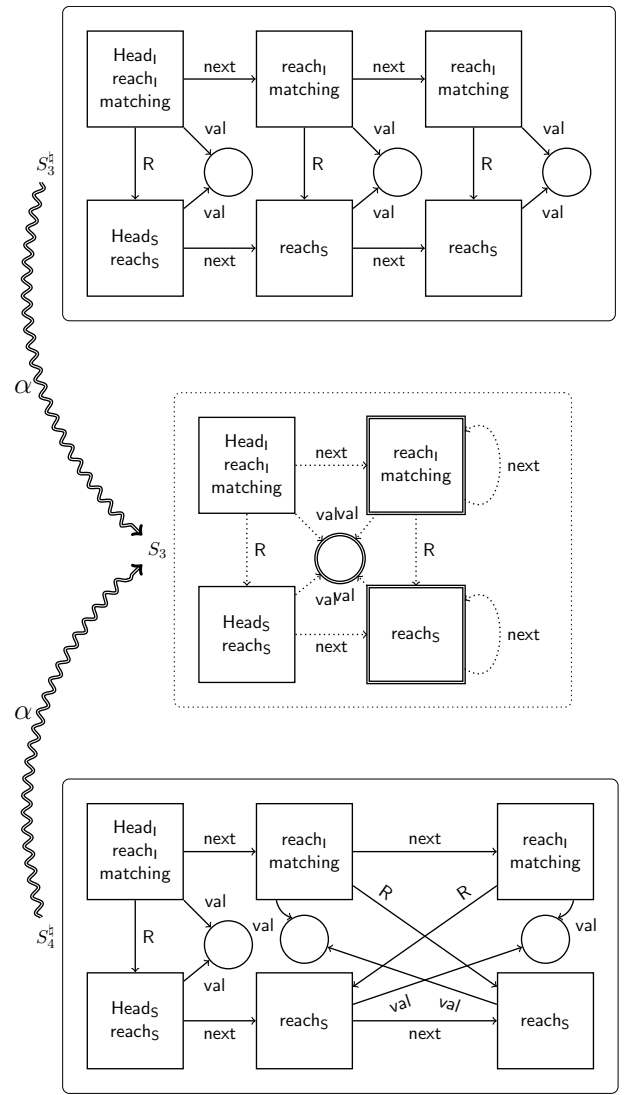 Head_I
reach_I
matching
next
reach_I
matching
next
reach_I
matching
S_3^♮
R
val
R
val
R
val
Head_S
reach_S
val
next
reach_S
val
next
reach_S
val
α
Head_I
reach_I
matching
next
reach_I
matching
next
val
val
S_3
R
R
val
val
Head_S
reach_S
next
reach_S
next
α
Head_I
reach_I
matching
next
reach_I
matching
next
reach_I
matching
S_4^♮
R
val
val
R
R
val
val
Head_S
reach_S
next
reach_S
val
val
next
reach_S